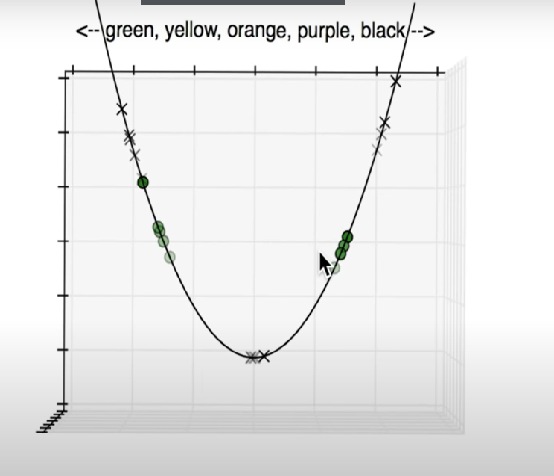 <-- green, yellow, orange, purple, black -->